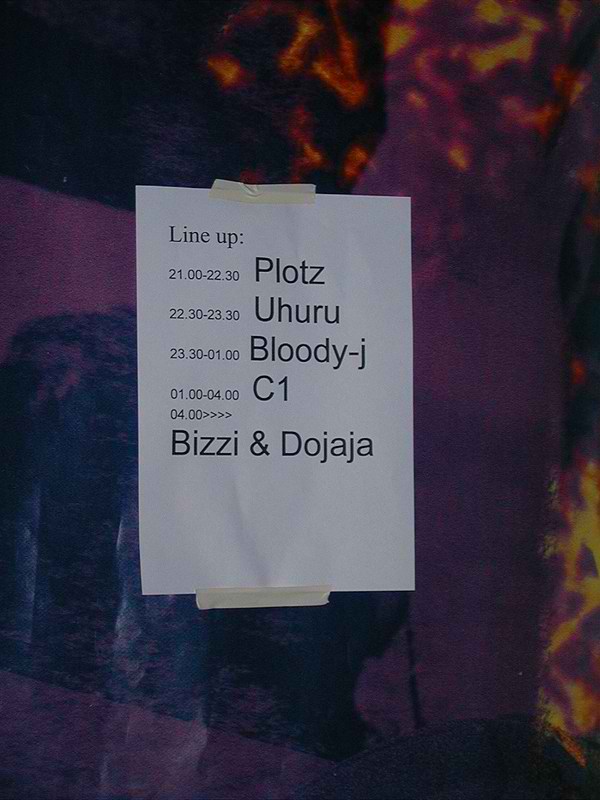 Line up:
21.00-22.30 Plotz
22.30-23.30 Uhuru
23.30-01.00 Bloody-j
01.00-04.00 C1
04.00>>>>
Bizzi & Dojaja